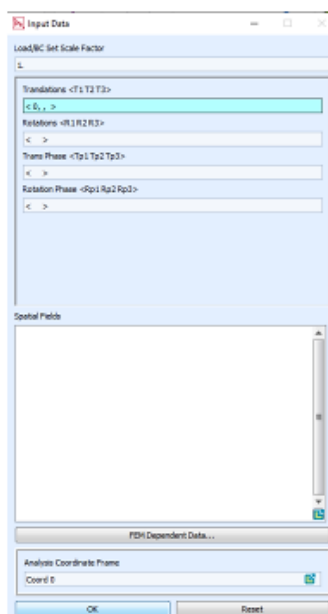 Input Data
Load/BC Set Scale Factor
1.
Translations <T1 T2 T3>
< 0, , >
Rotations <R1 R2 R3>
<   >
Trans Phase <Tp1 Tp2 Tp3>
<   >
Rotation Phase <Rp1 Rp2 Rp3>
<   >
Spatial Fields
FEM Dependent Data...
Analysis Coordinate Frame
Coord 0
OK Reset